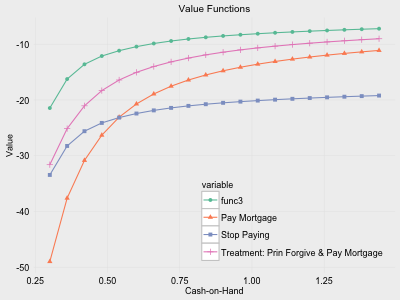 Value Functions
Value
-10
-20
-30
-40
-50
variable
func3
Pay Mortgage
Stop Paying
Treatment: Prin Forgive & Pay Mortgage
0.25
0.50
0.75
1.00
1.25
Cash-on-Hand